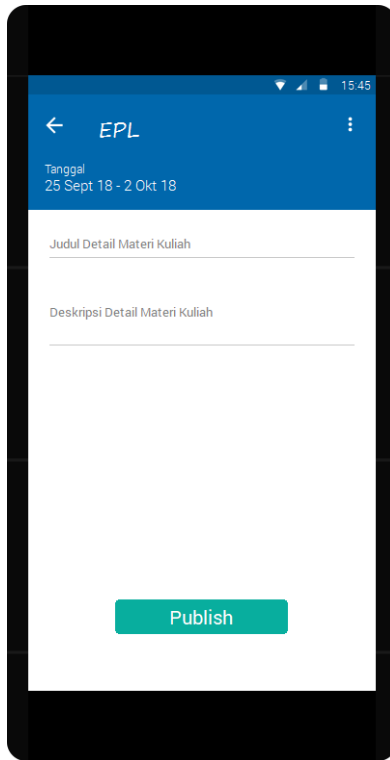 15:45
EPL
Tanggal
25 Sept 18 - 2 Okt 18
Judul Detail Materi Kuliah
Deskripsi Detail Materi Kuliah
Publish